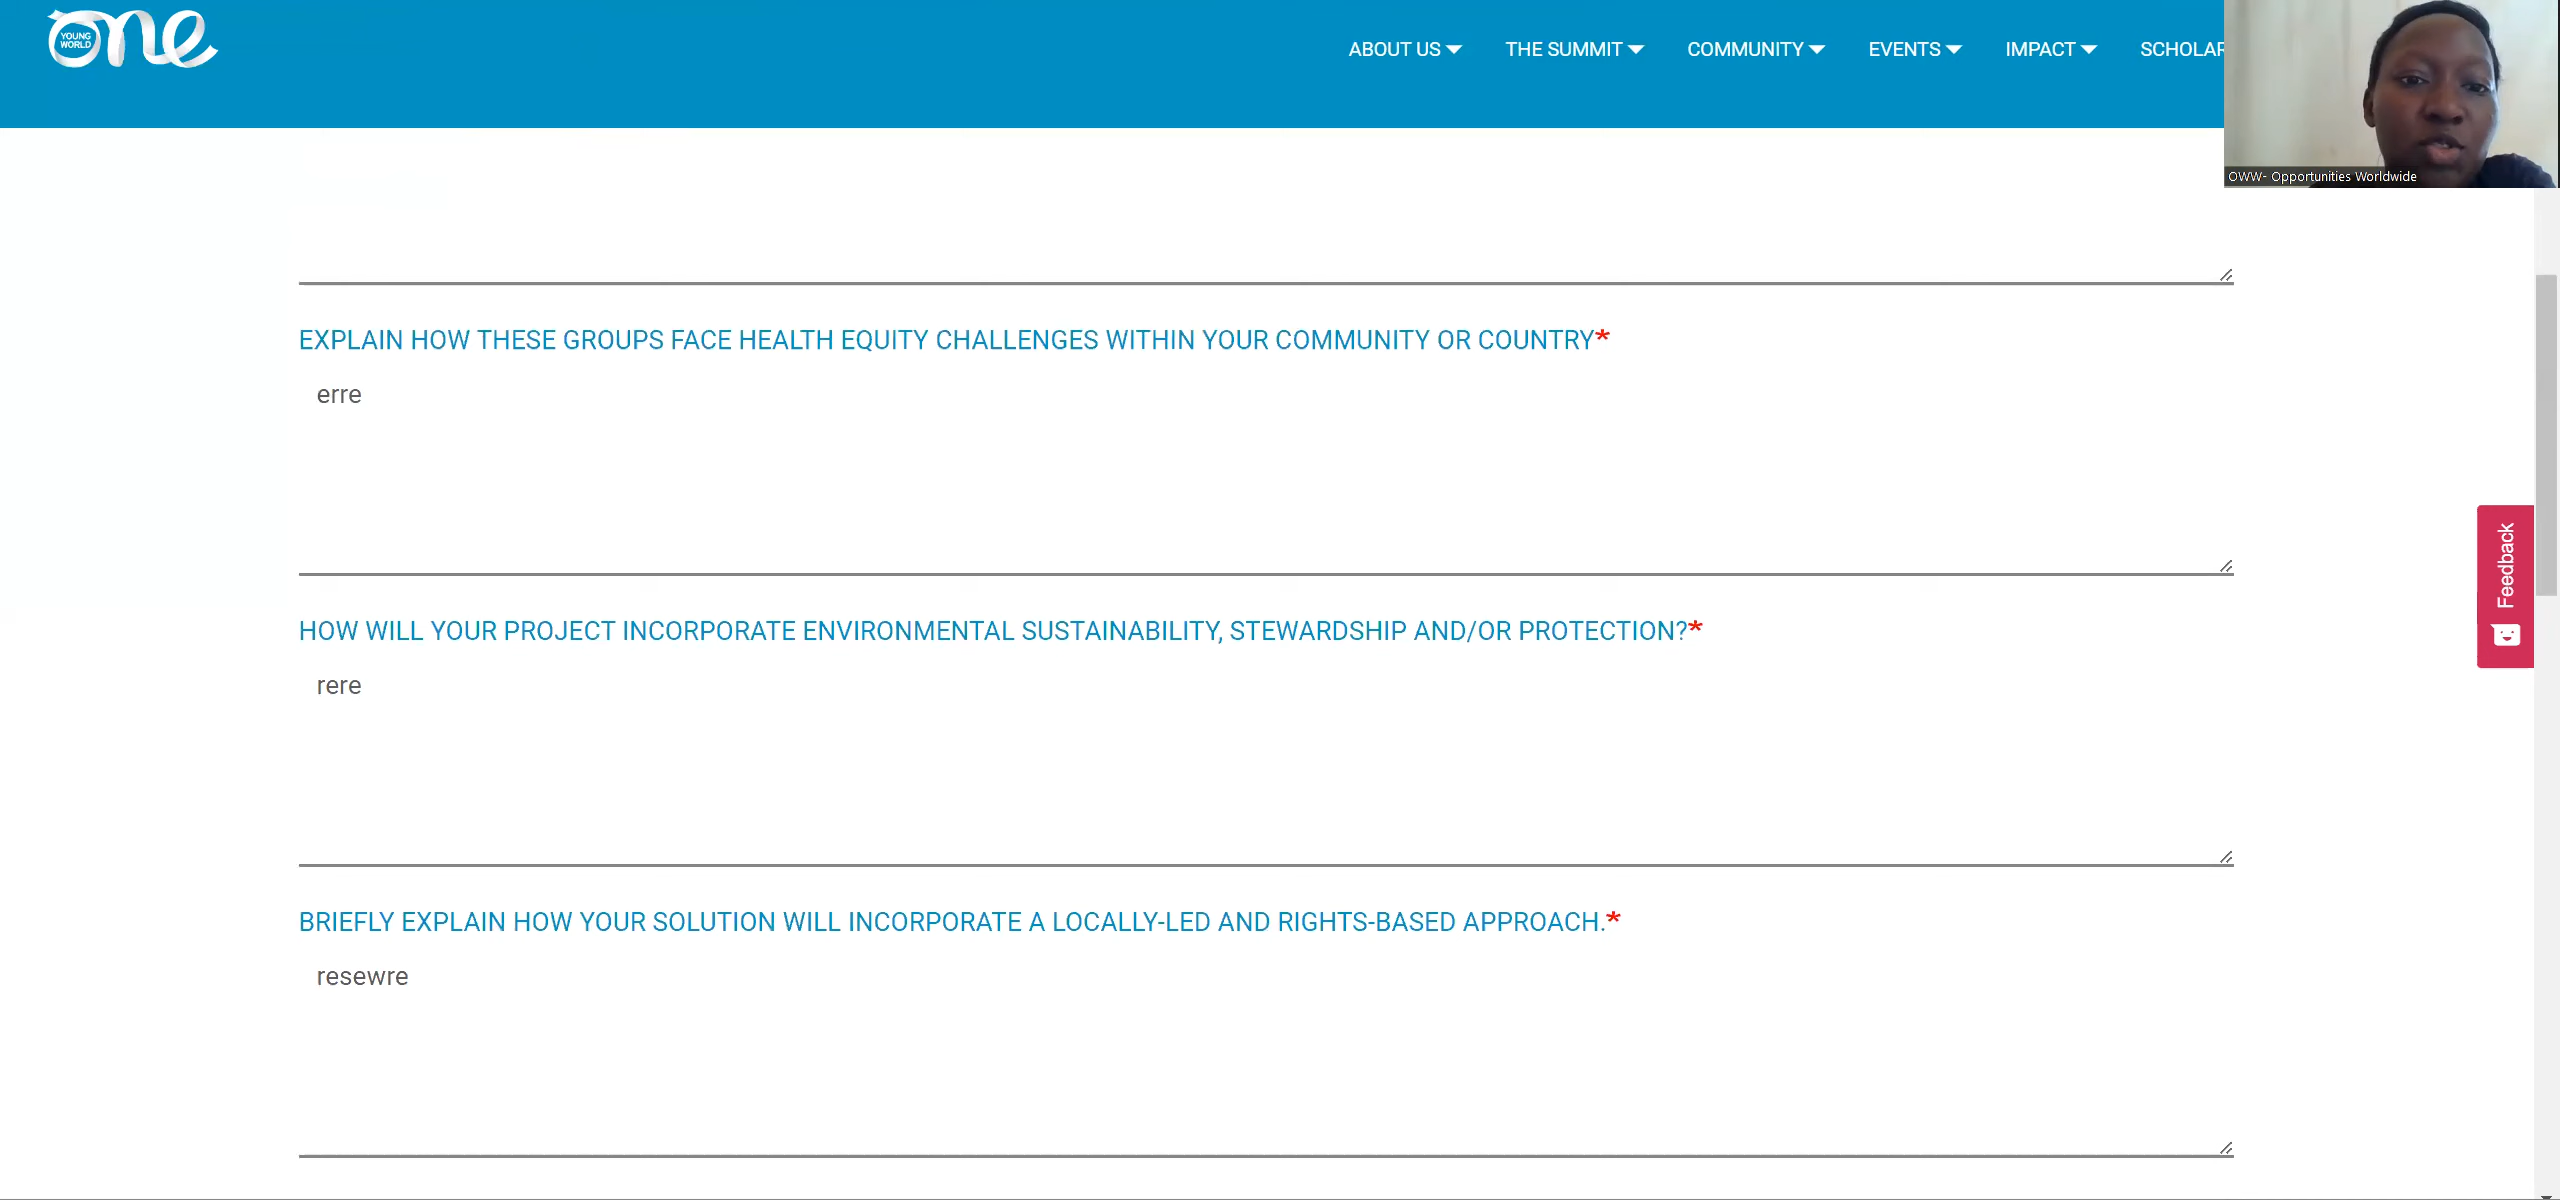 one
YOUNG
WORLD
ABOUT US
THE SUMMIT
COMMUNITY
EVENTS
IMPACT
SCHOLAR
OWW- Opportunities Worldwide
EXPLAIN HOW THESE GROUPS FACE HEALTH EQUITY CHALLENGES WITHIN YOUR COMMUNITY OR COUNTRY*
erre
HOW WILL YOUR PROJECT INCORPORATE ENVIRONMENTAL SUSTAINABILITY, STEWARDSHIP AND/OR PROTECTION?*
rere
Feedback
BRIEFLY EXPLAIN HOW YOUR SOLUTION WILL INCORPORATE A LOCALLY-LED AND RIGHTS-BASED APPROACH.*
resewre